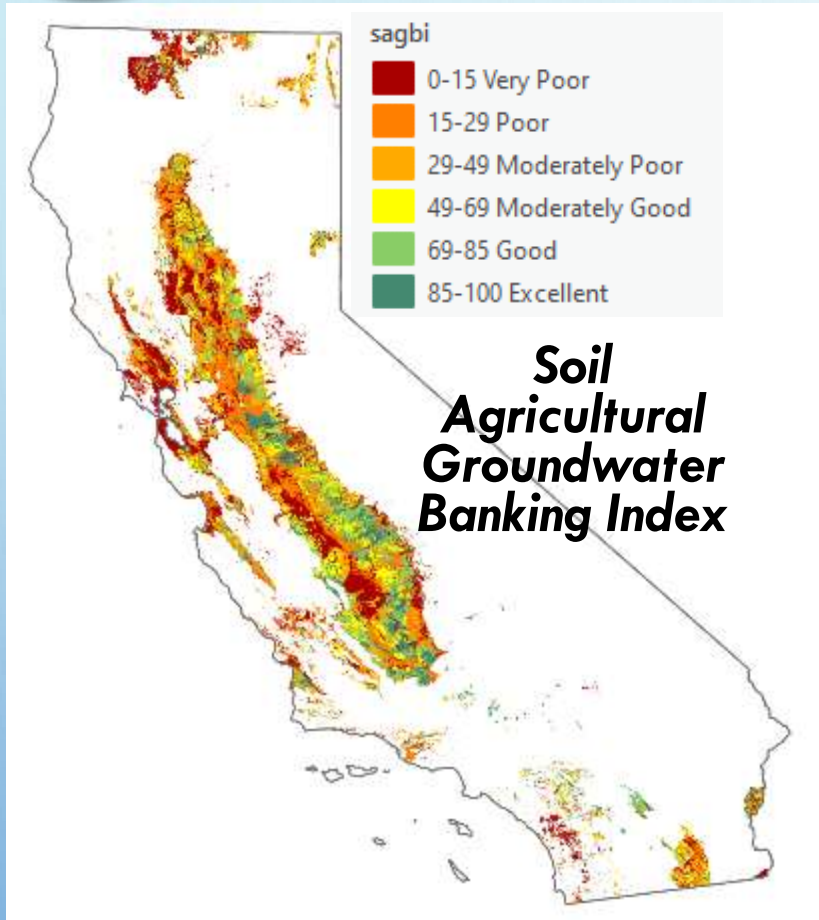 sagbi
0-15 Very Poor
15-29 Poor
29-49 Moderately Poor
49-69 Moderately Good
69-85 Good
85-100 Excellent
Soil
Agricultural
Groundwater
Banking Index